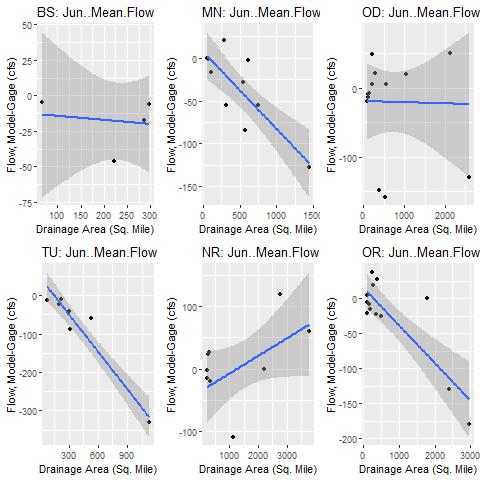 BS: Jun..Mean.Flow
MN: Jun..Mean.Flow
OD: Jun..Mean.Flow
Flow, Model-Gage (cfs)
50
25
0
-25
-50
-75
100 150 200 250 300
Drainage Area (Sq. Mile)
Flow, Model-Gage (cfs)
0
-50
-100
-150
0 500 1000 1500
Drainage Area (Sq. Mile)
Flow, Model-Gage (cfs)
0
-100
0 1000 2000
Drainage Area (Sq. Mile)
TU: Jun..Mean.Flow
NR: Jun..Mean.Flow
OR: Jun..Mean.Flow
Flow, Model-Gage (cfs)
0
-100
-200
-300
300 600 900
Drainage Area (Sq. Mile)
Flow, Model-Gage (cfs)
100
0
-100
1000 2000 3000
Drainage Area (Sq. Mile)
Flow, Model-Gage (cfs)
50
0
-50
-100
-150
-200
0 1000 2000 3000
Drainage Area (Sq. Mile)